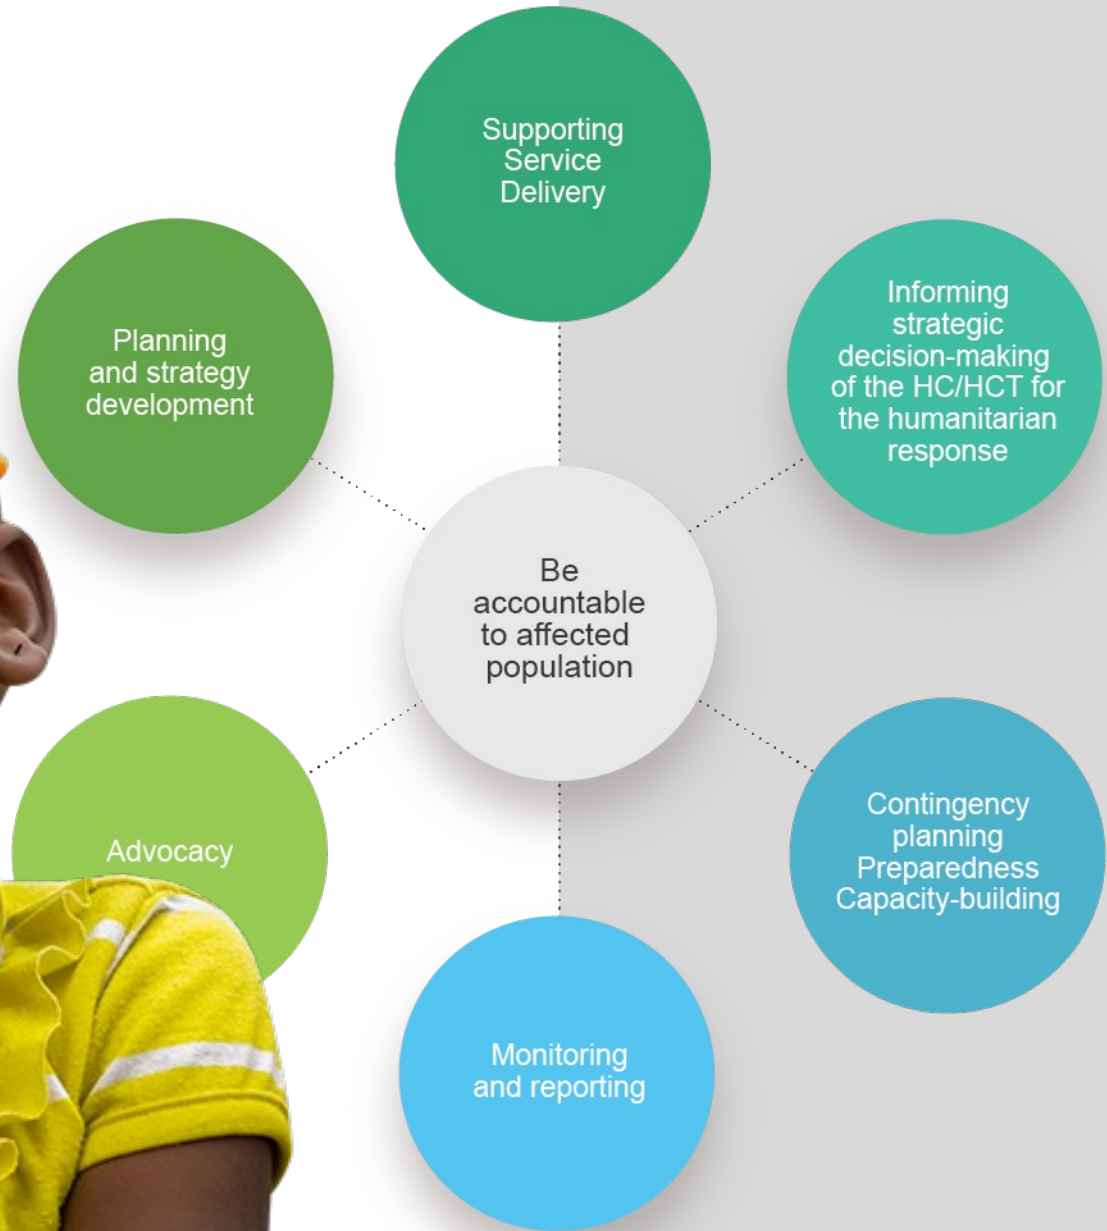 Supporting
Service
Delivery
Informing
strategic
decision-making
of the HC/HCT for
the humanitarian
response
Planning
and strategy
development
Be
accountable
to affected
population
Contingency
planning
Preparedness
Capacity-building
Advocacy
Monitoring
and reporting